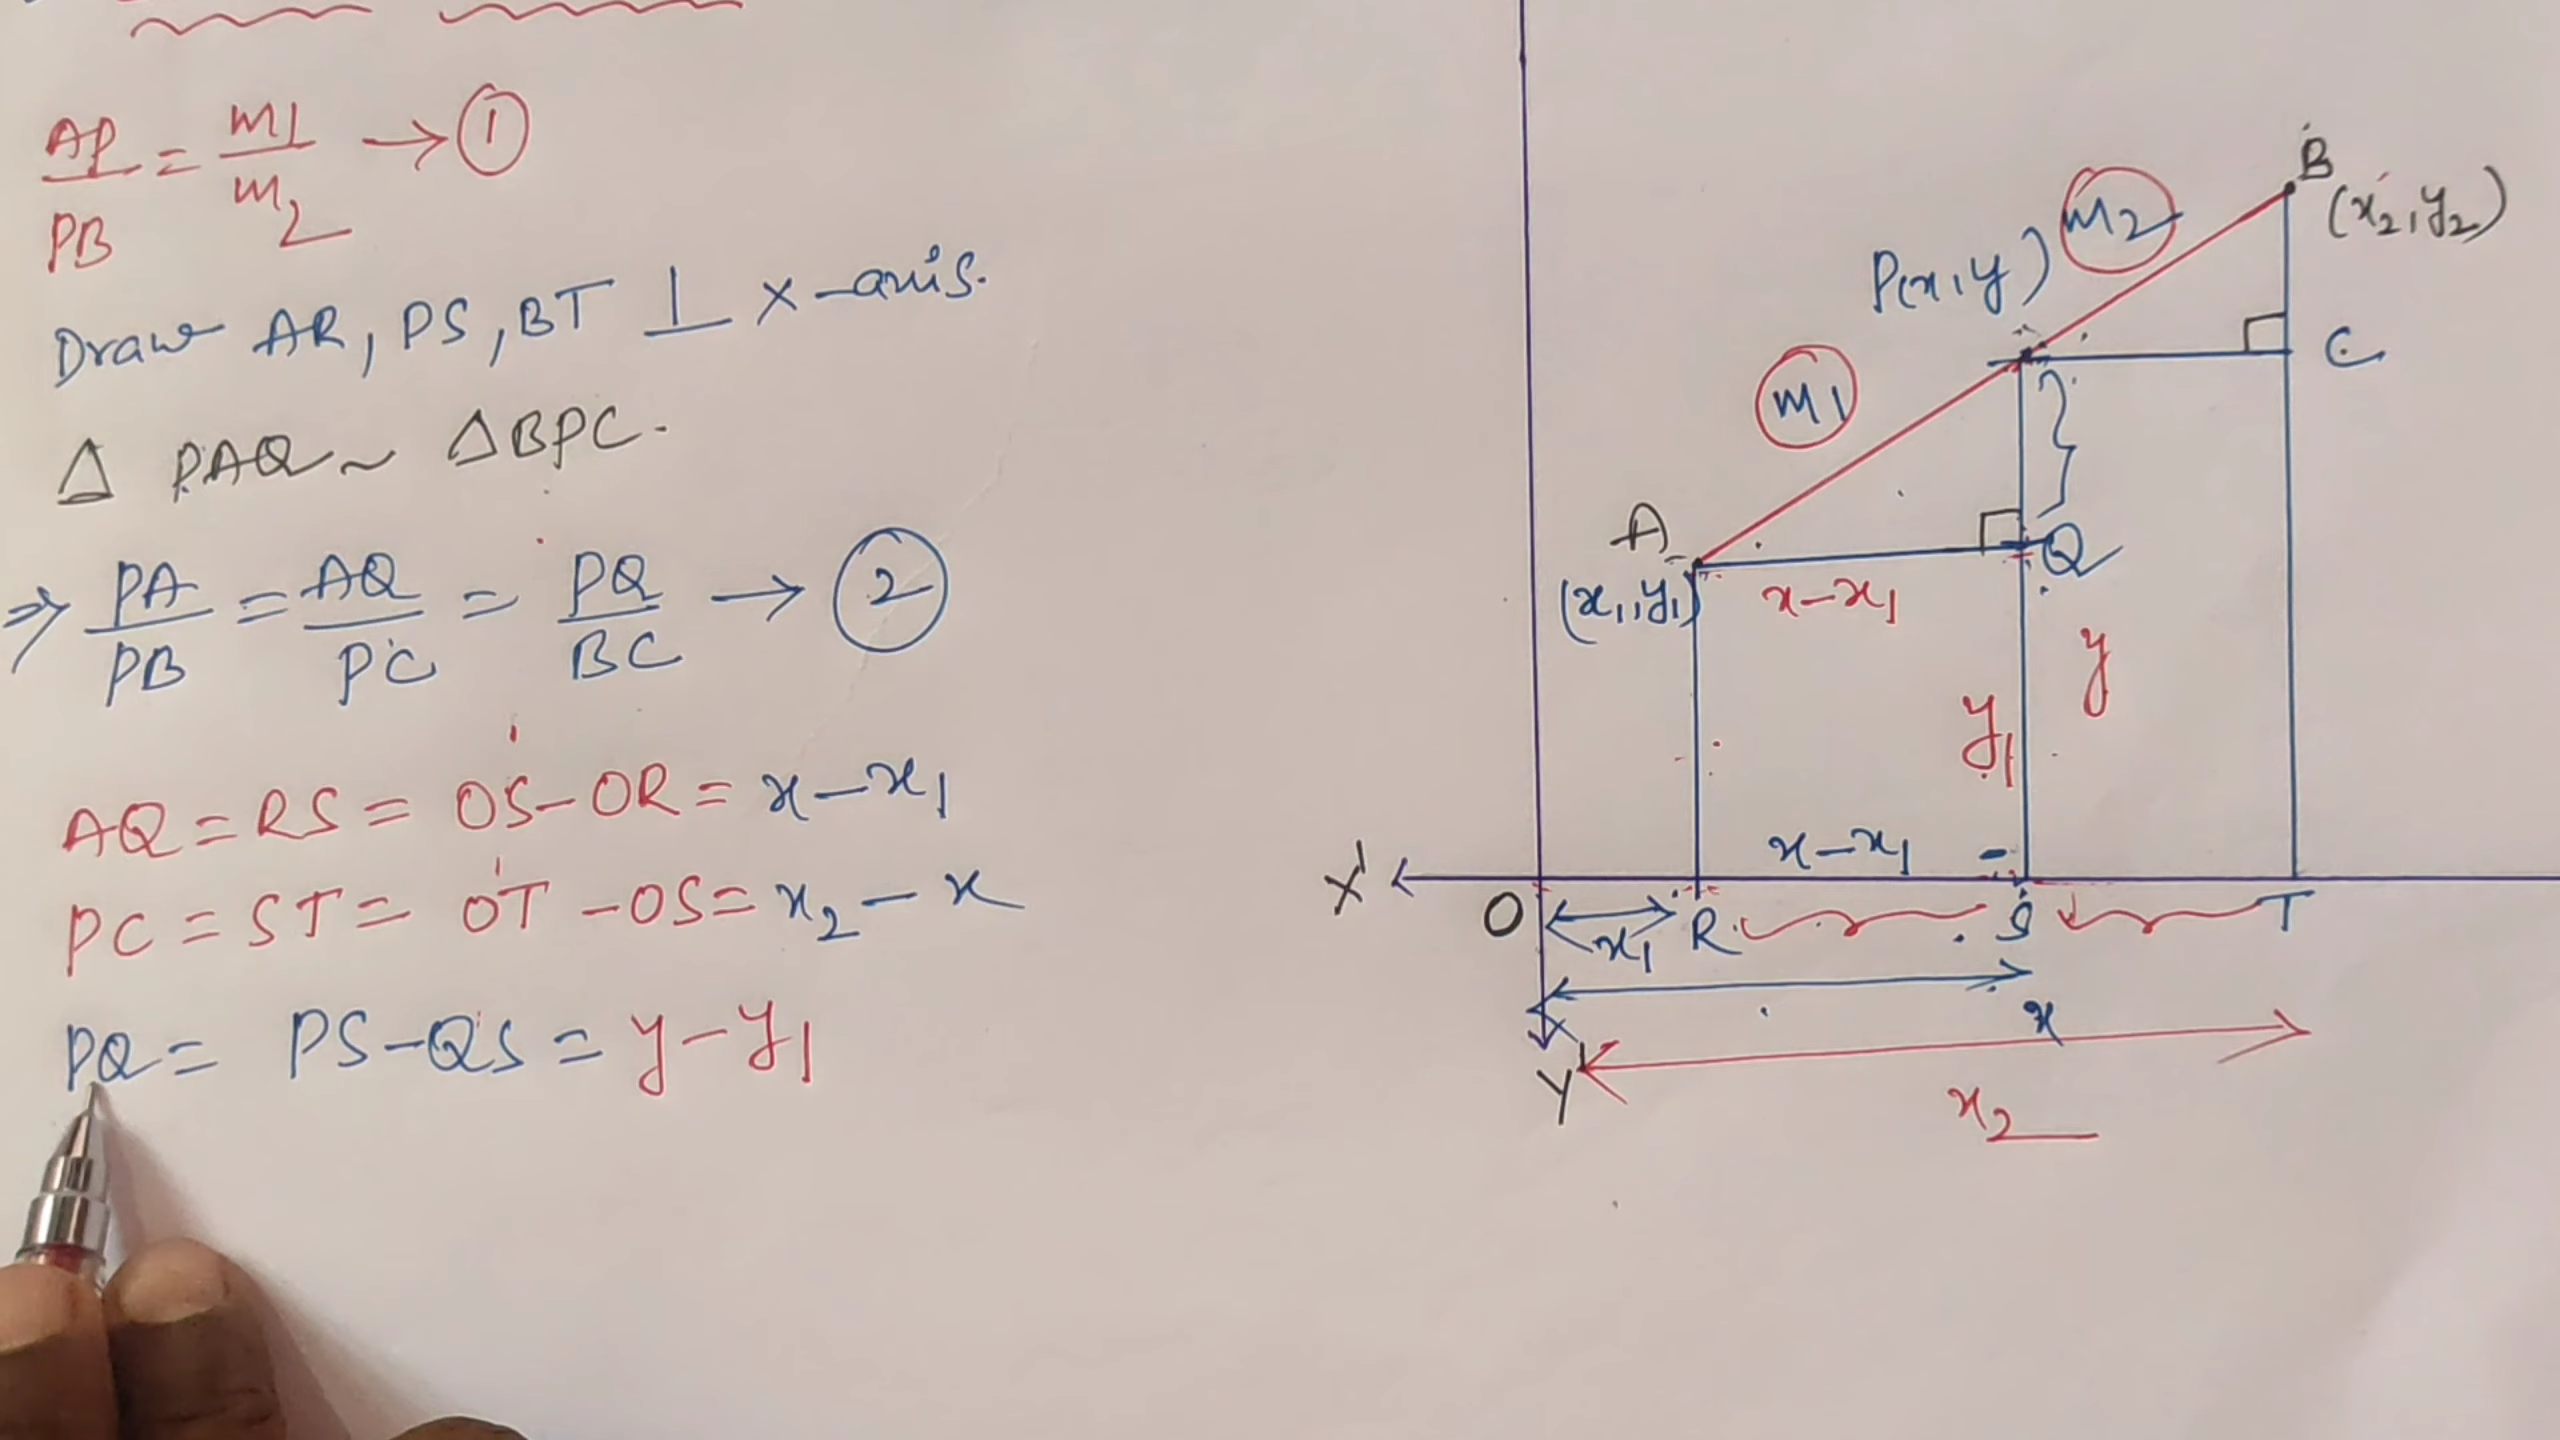 AP/PB = m1/m2 → ①
Draw AR, PS, BT ⊥ x-axis.
Δ PAQ ~ ΔBPC.
⇒ PA/PB = AQ/PC = PQ/BC → ②
AQ = RS = OS - OR = x - x1
PC = ST = OT - OS = x2 - x
PQ = PS - QS = y - y1
B
(x2, y2)
m2
P(x, y)
C
m1
A
Q
(x1, y1)
x - x1
y
y1
x - x1
X'
O
x1
R
S
T
x
Y'
x2